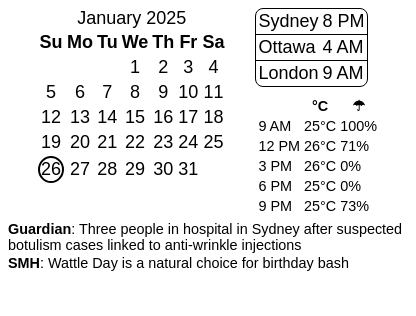 January 2025
Su Mo Tu We Th Fr Sa
1 2 3 4
5 6 7 8 9 10 11
12 13 14 15 16 17 18
19 20 21 22 23 24 25
26 27 28 29 30 31
Sydney 8 PM
Ottawa 4 AM
London 9 AM
°C ☂
9 AM 25°C 100%
12 PM 26°C 71%
3 PM 26°C 0%
6 PM 25°C 0%
9 PM 25°C 73%
Guardian: Three people in hospital in Sydney after suspected
botulism cases linked to anti-wrinkle injections
SMH: Wattle Day is a natural choice for birthday bash